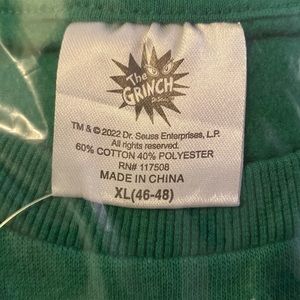 The
GRINCH
TM & © 2022 Dr. Seuss Enterprises, L.P.
All rights reserved.
60% COTTON 40% POLYESTER
RN# 117508
MADE IN CHINA
XL(46-48)